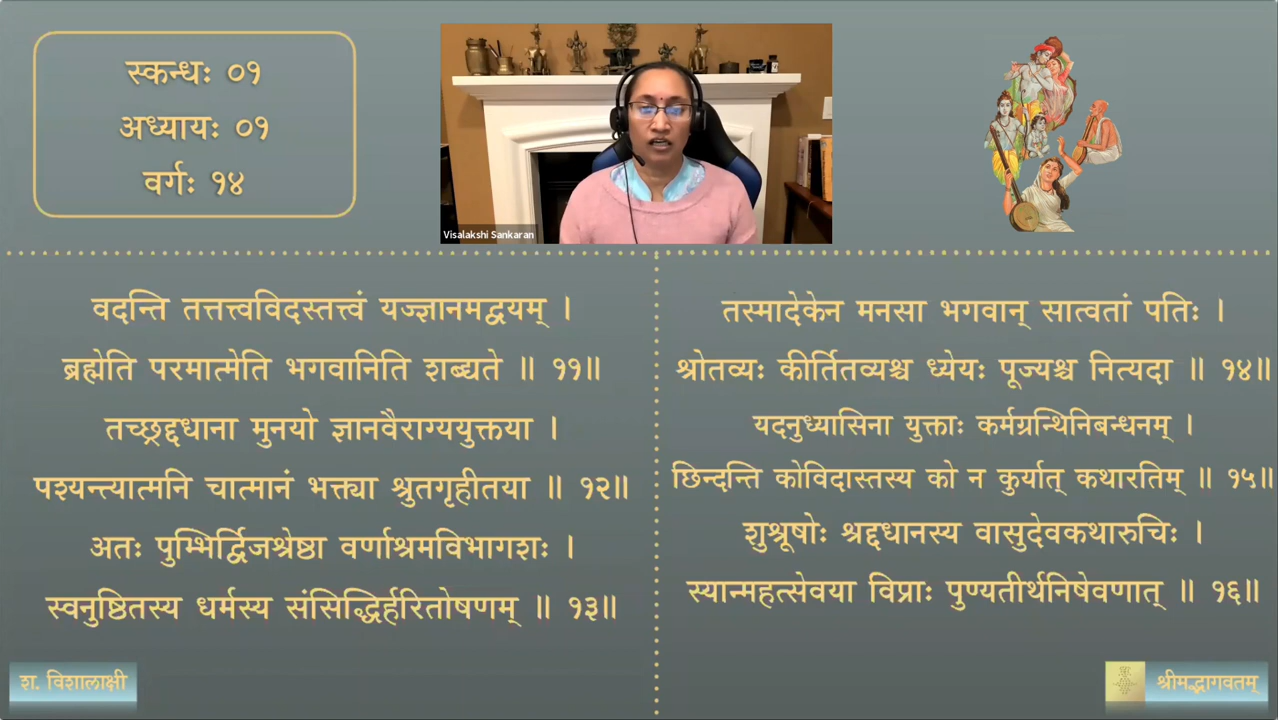 स्कन्धः ०१
अध्यायः ०१
वर्गः १४
Visalakshi Sankaran
वदन्ति तत्तत्त्वविदस्तत्त्वं यज्ज्ञानमद्वयम् ।
ब्रह्मेति परमात्मेति भगवानिति शब्द्यते ॥ ११॥
तच्छ्रद्दधाना मुनयो ज्ञानवैराग्ययुक्तया ।
पश्यन्त्यात्मनि चात्मानं भक्त्या श्रुतगृहीतया ॥ १२॥
अतः पुम्भिर्द्विजश्रेष्ठा वर्णाश्रमविभागशः ।
स्वनुष्ठितस्य धर्मस्य संसिद्धिर्हरितोषणम् ॥ १३॥
तस्मादेकेन मनसा भगवान् सात्वतां पतिः ।
श्रोतव्यः कीर्तितव्यश्च ध्येयः पूज्यश्च नित्यदा ॥ १४॥
यदनुध्यासिना युक्ताः कर्मग्रन्थिनिबन्धनम् ।
छिन्दन्ति कोविदास्तस्य को न कुर्यात् कथारतिम् ॥ १५॥
शुश्रूषोः श्रद्दधानस्य वासुदेवकथारुचिः ।
स्यान्महत्सेवया विप्राः पुण्यतीर्थनिषेवणात् ॥ १६॥
श. विशालाक्षी
श्रीमद्भागवतम्